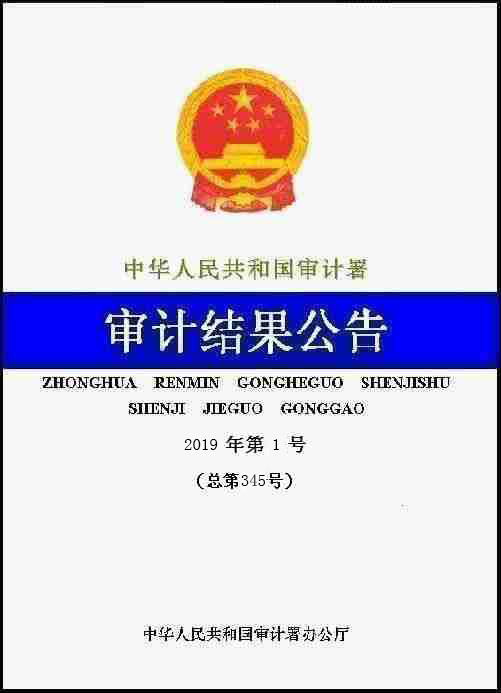 中华人民共和国审计署
审计结果公告
ZHONGHUA RENMIN GONGHEGUO SHENJISHU
SHENJI JIEGUO GONGGAO
2019 年第 1 号
（总第345号）
中华人民共和国审计署办公厅